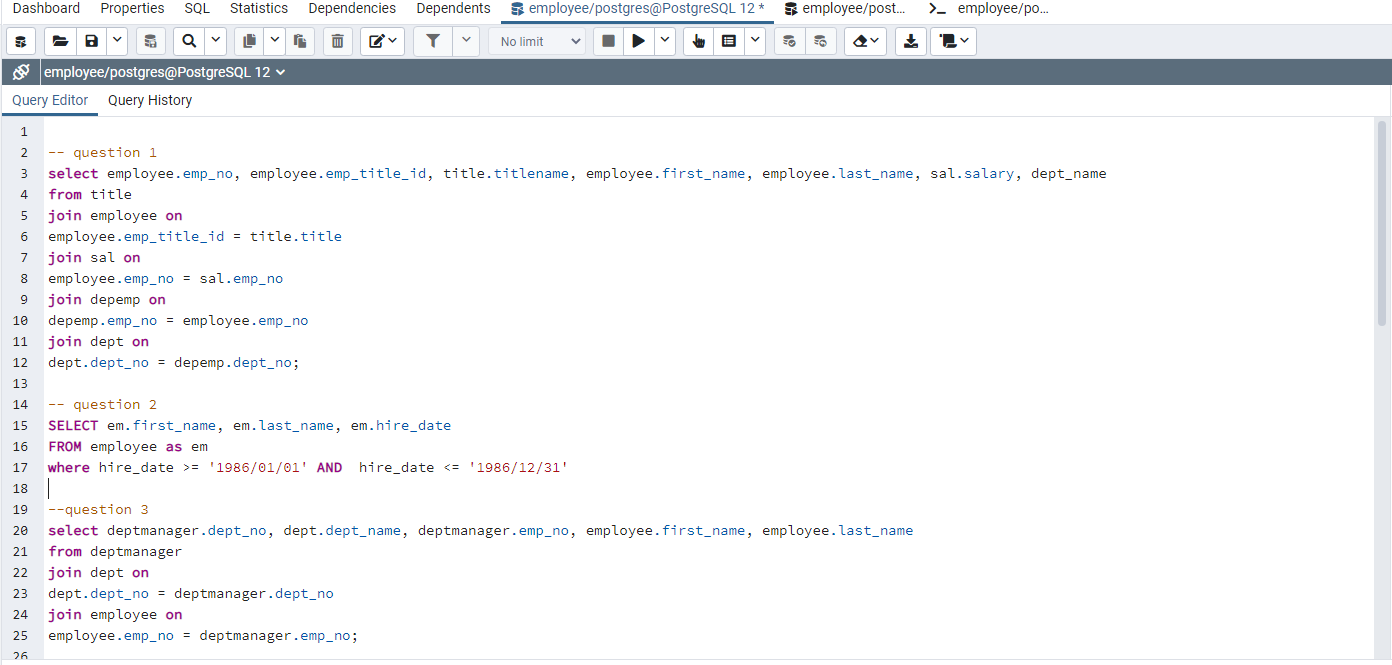 Dashboard Properties SQL Statistics Dependencies Dependents employee/postgres@PostgreSQL 12 * employee/post... employee/po...
No limit
employee/postgres@PostgreSQL 12
Query Editor Query History
1
2 -- question 1
3 select employee.emp_no, employee.emp_title_id, title.titlename, employee.first_name, employee.last_name, sal.salary, dept_name
4 from title
5 join employee on
6 employee.emp_title_id = title.title
7 join sal on
8 employee.emp_no = sal.emp_no
9 join depemp on
10 depemp.emp_no = employee.emp_no
11 join dept on
12 dept.dept_no = depemp.dept_no;
13
14 -- question 2
15 SELECT em.first_name, em.last_name, em.hire_date
16 FROM employee as em
17 where hire_date >= '1986/01/01' AND  hire_date <= '1986/12/31'
18
19 --question 3
20 select deptmanager.dept_no, dept.dept_name, deptmanager.emp_no, employee.first_name, employee.last_name
21 from deptmanager
22 join dept on
23 dept.dept_no = deptmanager.dept_no
24 join employee on
25 employee.emp_no = deptmanager.emp_no;
26